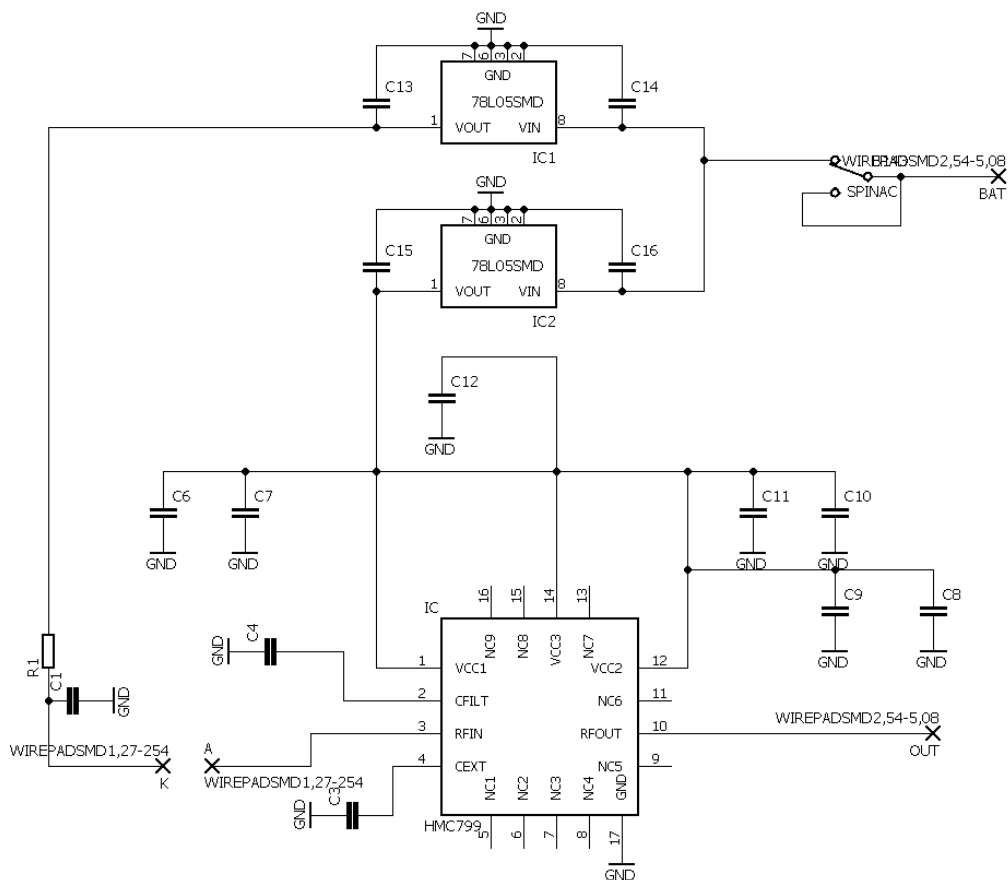 GND
7 6 3 2
GND
C13
C14
78L05SMD
1
VOUT
VIN
8
IC1
WIREPADSMD2,54-5,08
SPINAC
BAT
GND
7 6 3 2
GND
C15
C16
78L05SMD
1
VOUT
VIN
8
IC2
C12
GND
C6
C7
C11
C10
GND
GND
GND
GND
16
15
14
13
IC
NC9
NC8
VCC3
NC7
C9
C8
GND
GND
R1
C1
GND
C4
GND
1
VCC1
VCC2
12
2
CFILT
NC6
11
3
RFIN
RFOUT
10
4
CEXT
NC5
9
WIREPADSMD2,54-5,08
OUT
WIREPADSMD1,27-254
K
A
WIREPADSMD1,27-254
GND
C3
NC1
NC2
NC3
NC4
GND
HMC799
5
6
7
8
17
GND